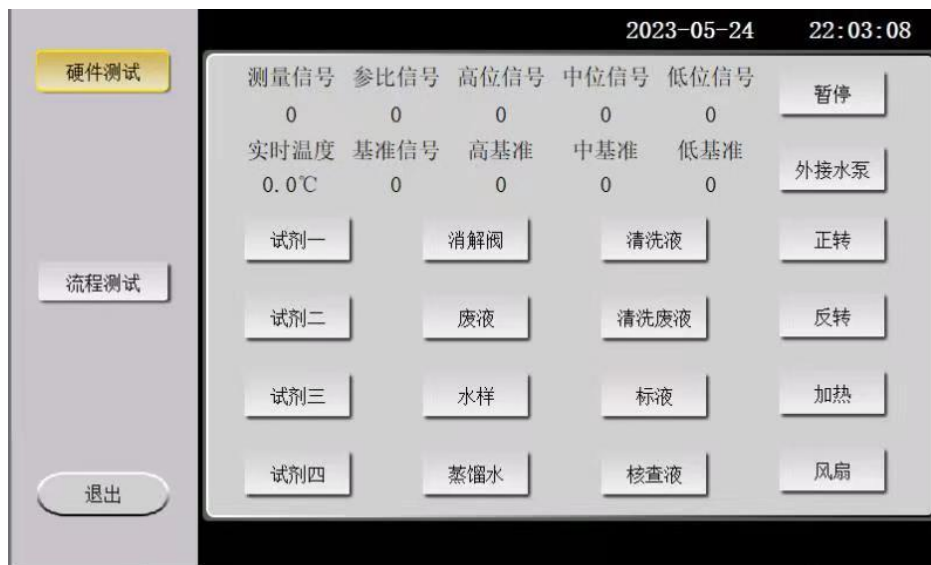 2023-05-24 22:03:08
硬件测试
测量信号 参比信号 高位信号 中位信号 低位信号
0 0 0 0 0
暂停
实时温度 基准信号 高基准 中基准 低基准
0.0℃ 0 0 0 0
外接水泵
试剂一 消解阀 清洗液 正转
流程测试
试剂二 废液 清洗废液 反转
试剂三 水样 标液 加热
试剂四 蒸馏水 核查液 风扇
退出